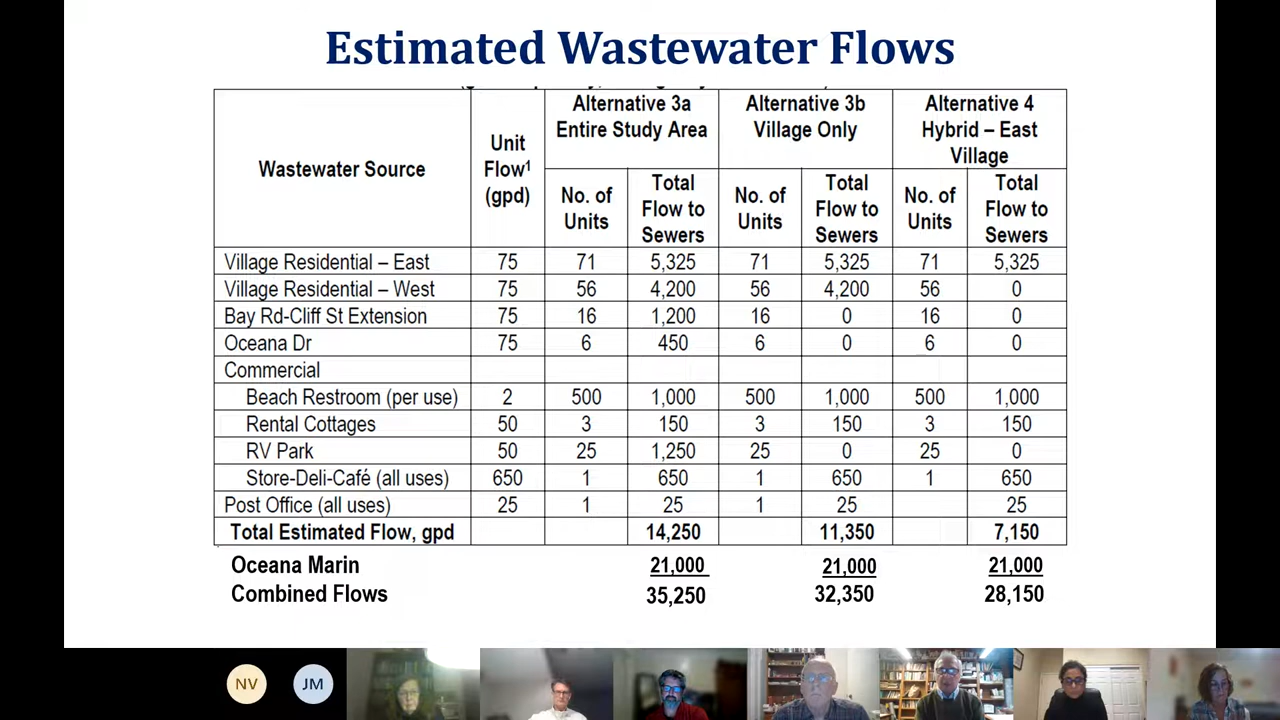 Estimated Wastewater Flows
Wastewater Source Unit Flow1 (gpd) Alternative 3a Entire Study Area Alternative 3b Village Only Alternative 4 Hybrid – East Village
No. of Units Total Flow to Sewers No. of Units Total Flow to Sewers No. of Units Total Flow to Sewers
Village Residential – East 75 71 5,325 71 5,325 71 5,325
Village Residential – West 75 56 4,200 56 4,200 56 0
Bay Rd-Cliff St Extension 75 16 1,200 16 0 16 0
Oceana Dr 75 6 450 6 0 6 0
Commercial
Beach Restroom (per use) 2 500 1,000 500 1,000 500 1,000
Rental Cottages 50 3 150 3 150 3 150
RV Park 50 25 1,250 25 0 25 0
Store-Deli-Café (all uses) 650 1 650 1 650 1 650
Post Office (all uses) 25 1 25 1 25 25
Total Estimated Flow, gpd 14,250 11,350 7,150
Oceana Marin 21,000 21,000 21,000
Combined Flows 35,250 32,350 28,150
NV JM